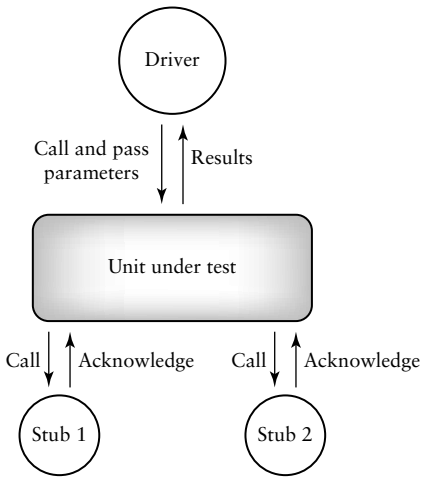 Driver
Call and pass
parameters
Results
Unit under test
Call
Acknowledge
Call
Acknowledge
Stub 1
Stub 2